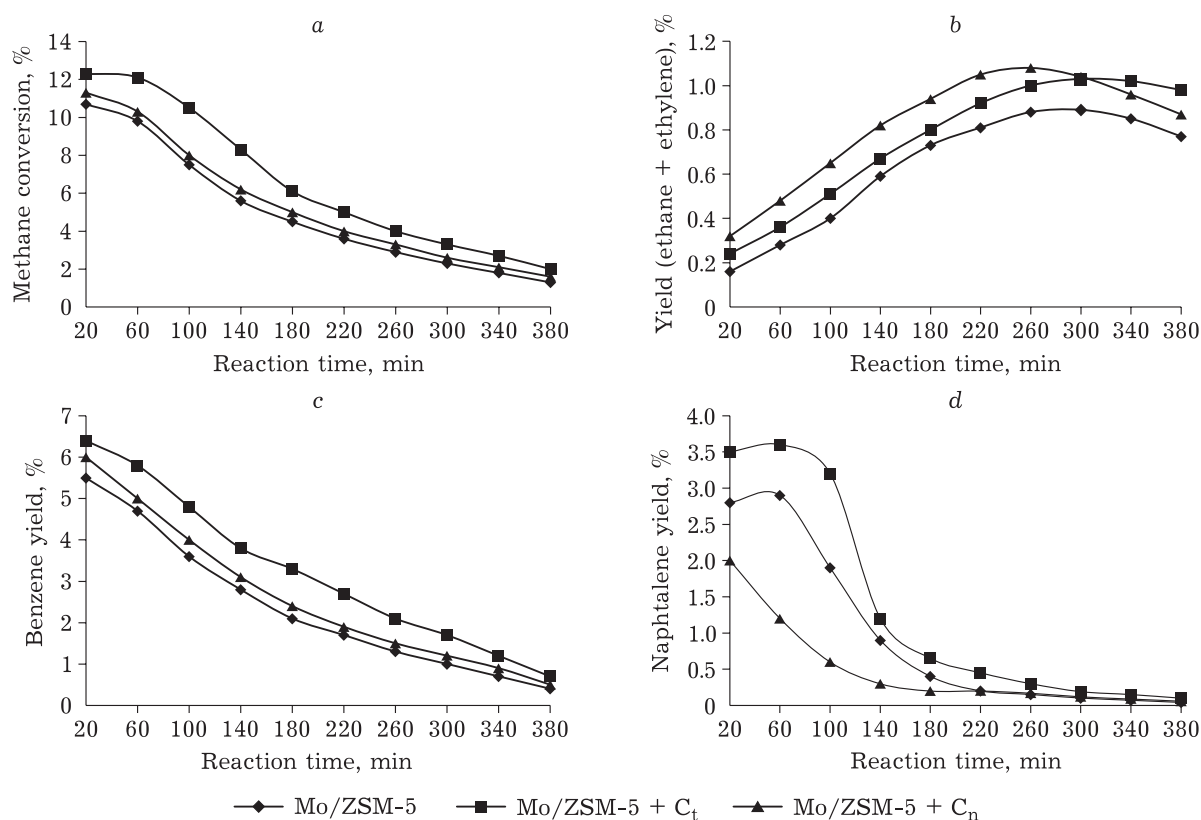 a
Methane conversion, %
14
12
10
8
6
4
2
0
20 60 100 140 180 220 260 300 340 380
Reaction time, min
b
Yield (ethane + ethylene), %
1.2
1.0
0.8
0.6
0.4
0.2
0
20 60 100 140 180 220 260 300 340 380
Reaction time, min
c
Benzene yield, %
7
6
5
4
3
2
1
0
20 60 100 140 180 220 260 300 340 380
Reaction time, min
d
Naphtalene yield, %
4.0
3.5
3.0
2.5
2.0
1.5
1.0
0.5
0
20 60 100 140 180 220 260 300 340 380
Reaction time, min
Mo/ZSM-5 Mo/ZSM-5 + Ct Mo/ZSM-5 + Cn